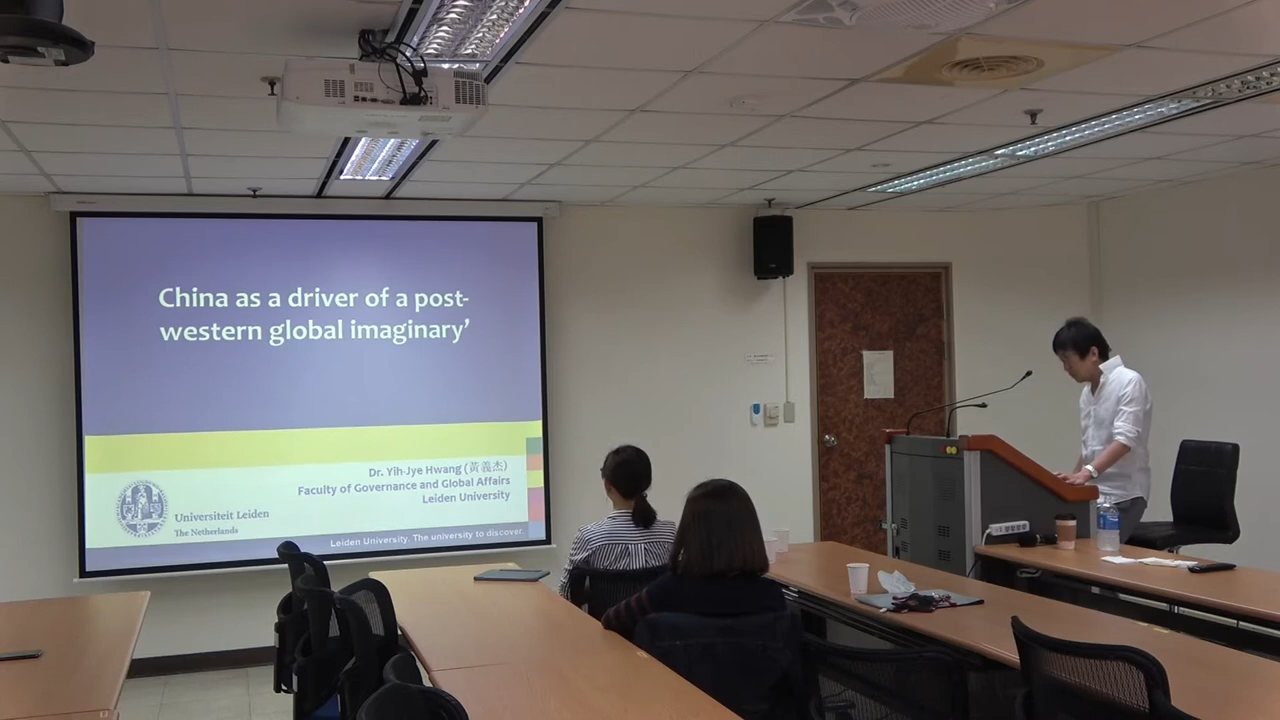 China as a driver of a post-
western global imaginary’
Dr. Yih-Jye Hwang (黃義杰)
Faculty of Governance and Global Affairs
Leiden University
Universiteit Leiden
The Netherlands
Leiden University. The university to discover.